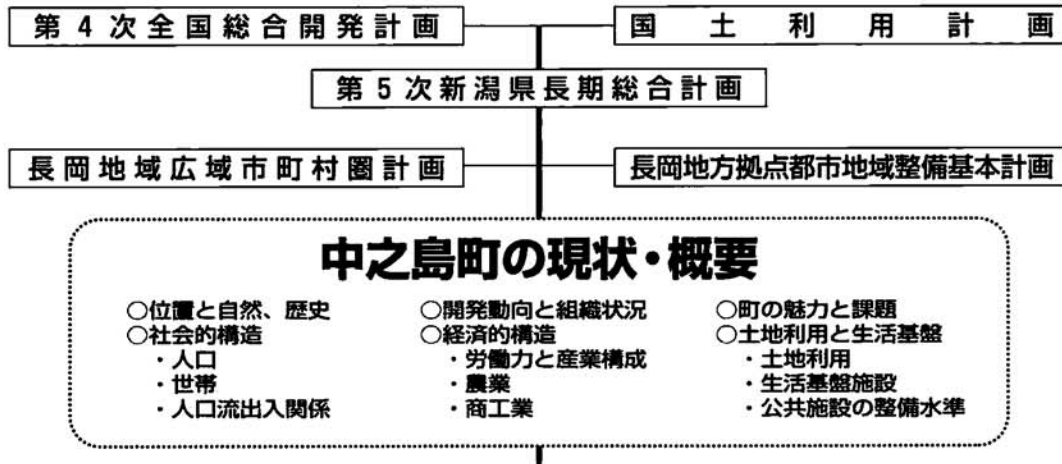 第4次全国総合開発計画
国土利用計画
第5次新潟県長期総合計画
長岡地域広域市町村圏計画
長岡地方拠点都市地域整備基本計画
中之島町の現状・概要
○位置と自然、歴史
○社会的構造
・人口
・世帯
・人口流出入関係
○開発動向と組織状況
○経済的構造
・労働力と産業構成
・農業
・商工業
○町の魅力と課題
○土地利用と生活基盤
・土地利用
・生活基盤施設
・公共施設の整備水準